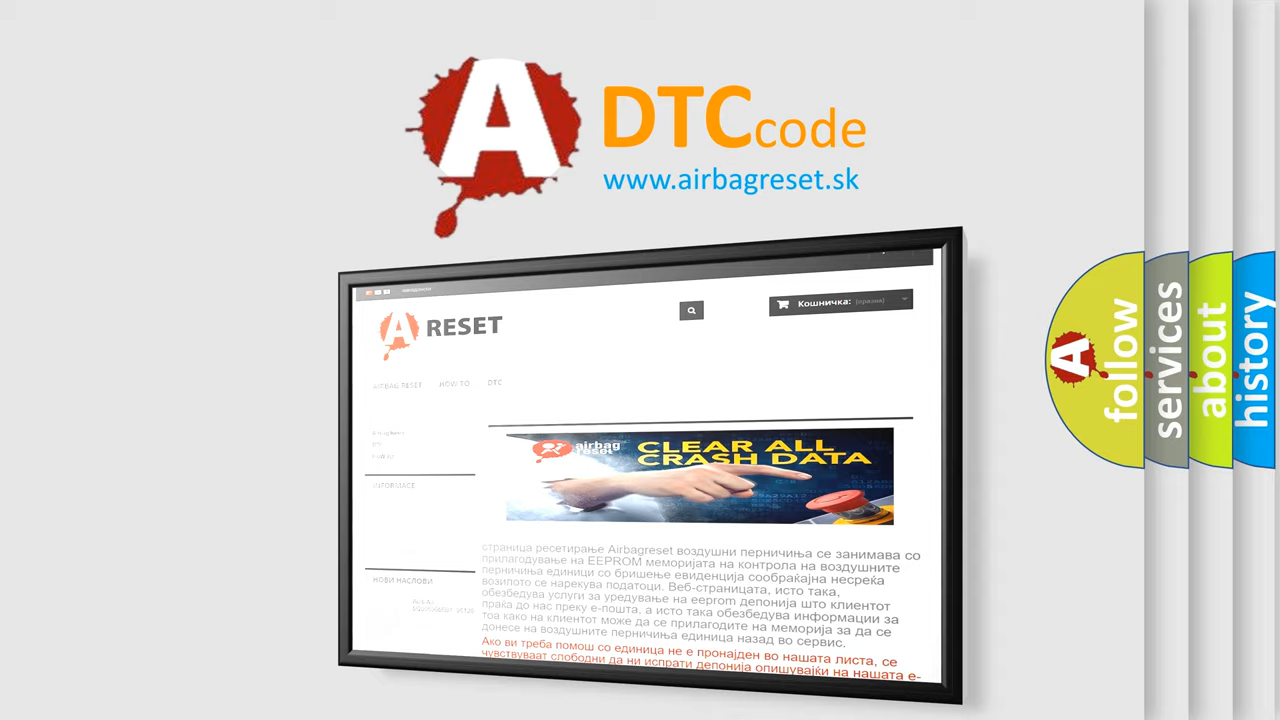 A DTCcode
www.airbagreset.sk
A RESET
Кошничка: (празни)
AIRBAG RESET HOW TO DTC
airbag reset
CLEAR ALL
CRASH DATA
INFORMACE
НОВИ НАСЛОВИ
страница ресетирање Airbagreset воздушни перничиња се занимава со
прилагодување на EEPROM меморијата на контрола на воздушните
перничиња единици со бришење евиденција сообраќајна несреќа
возилото се нарекува податоци. Веб-страницата, исто така,
обезбедува услуги за уредување на eeprom депонија што клиентот
праќа до нас преку е-пошта, а исто така обезбедува информации за
тоа како на клиентот може да се прилагодите на меморија за да се
донесе на воздушните перничиња единица назад во сервис.
Ако ви треба помош со единица не е пронајден во нашата листа, се
чувствуваат слободни да ни испрати депонија опишувајќи на нашата е-
A follow
services
about
history